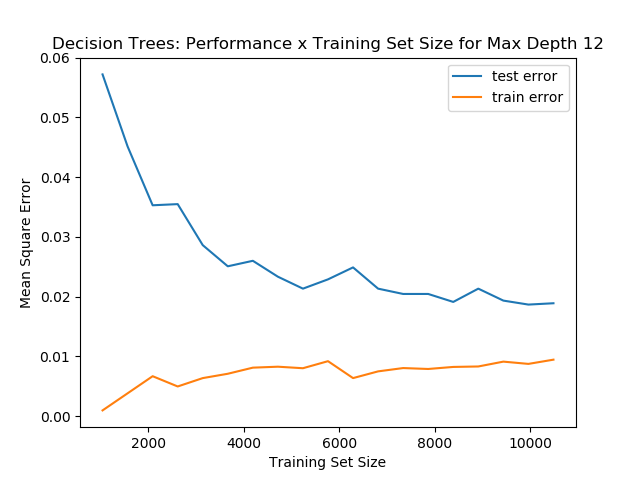 Decision Trees: Performance x Training Set Size for Max Depth 12
0.06
0.05
0.04
0.03
0.02
0.01
0.00
Mean Square Error
test error
train error
2000
4000
6000
8000
10000
Training Set Size